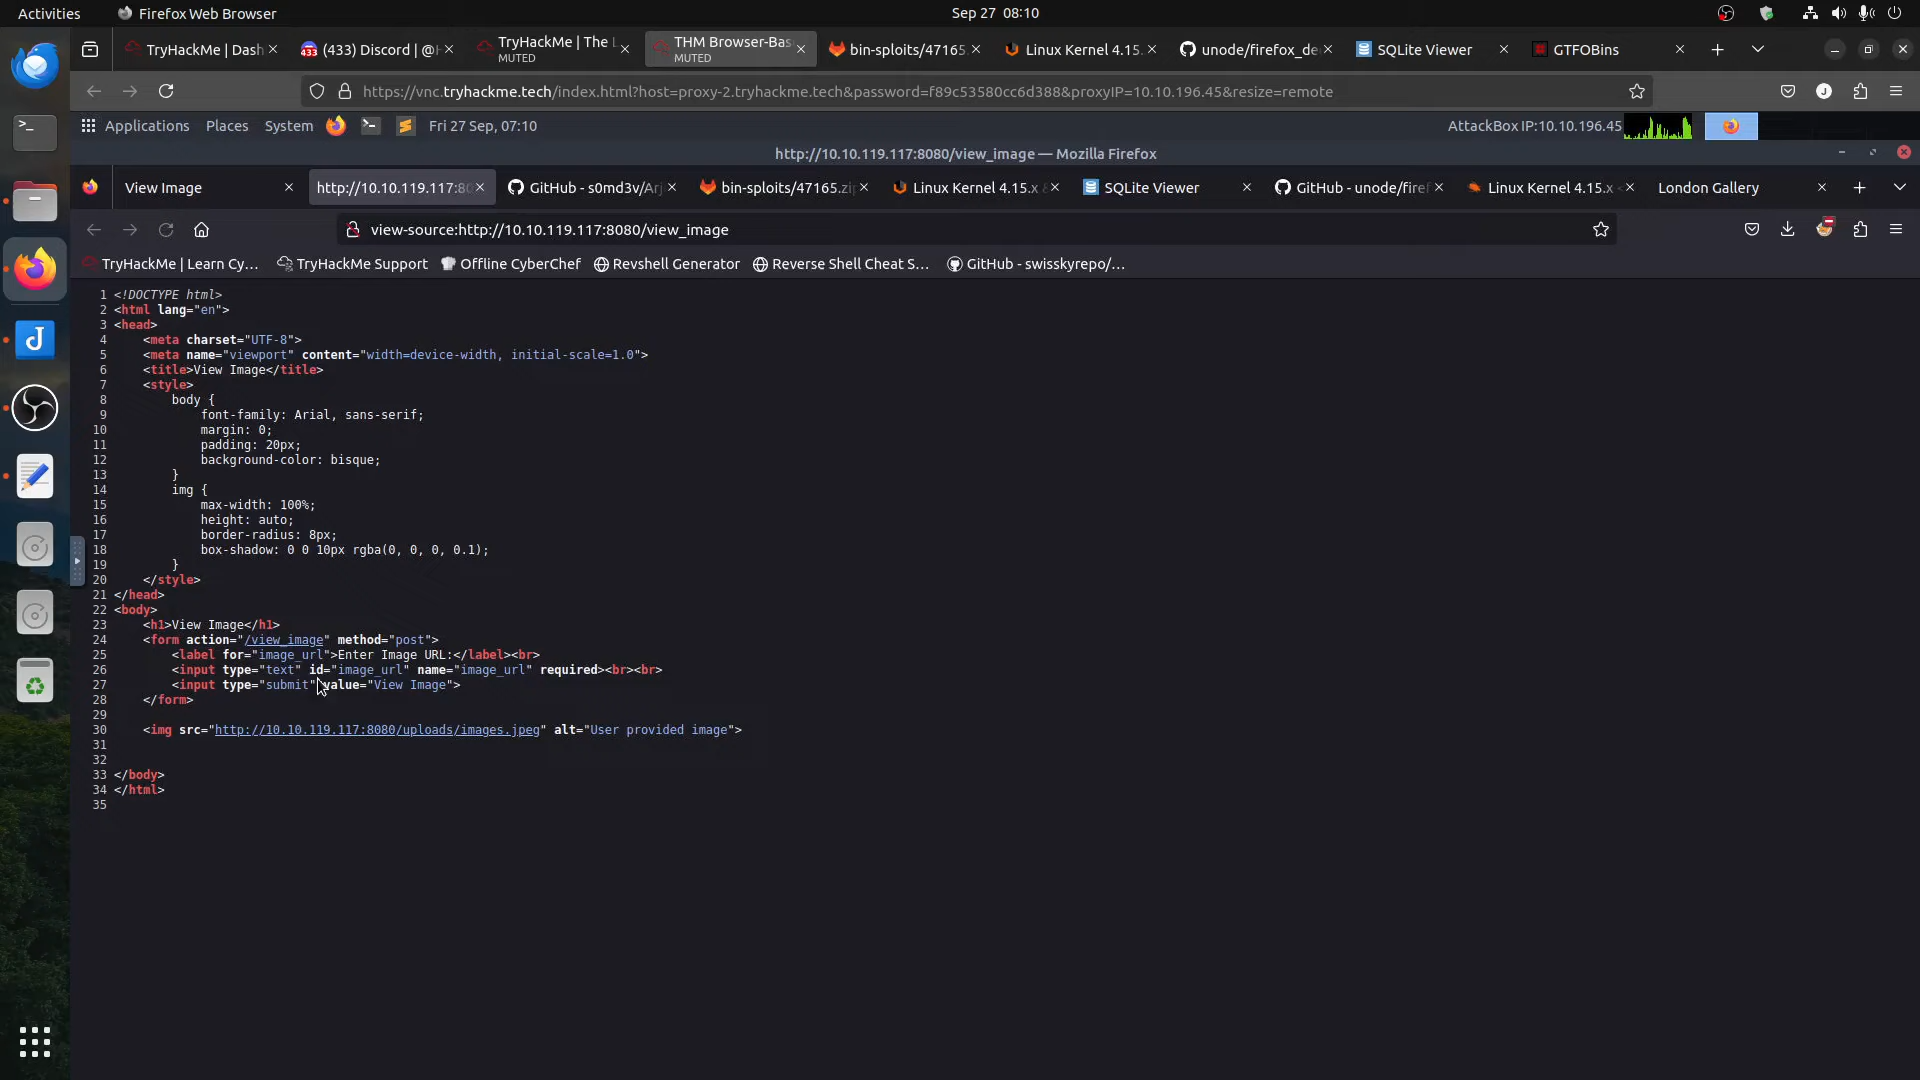 Activities Firefox Web Browser Sep 27 08:10
TryHackMe | Dash (433) Discord | @H TryHackMe | The L MUTED THM Browser-Bas MUTED bin-sploits/47165. Linux Kernel 4.15. unode/firefox_de SQLite Viewer GTFOBins
https://vnc.tryhackme.tech/index.html?host=proxy-2.tryhackme.tech&password=f89c53580cc6d388&proxyIP=10.10.196.45&resize=remote
Applications Places System Fri 27 Sep, 07:10 AttackBox IP:10.10.196.45
http://10.10.119.117:8080/view_image — Mozilla Firefox
View Image http://10.10.119.117:80 GitHub - s0md3v/Arj bin-sploits/47165.zip Linux Kernel 4.15.x SQLite Viewer GitHub - unode/firef Linux Kernel 4.15.x < London Gallery
view-source:http://10.10.119.117:8080/view_image
TryHackMe | Learn Cy... TryHackMe Support Offline CyberChef Revshell Generator Reverse Shell Cheat S... GitHub - swisskyrepo/...
1 <!DOCTYPE html>
2 <html lang="en">
3 <head>
4 <meta charset="UTF-8">
5 <meta name="viewport" content="width=device-width, initial-scale=1.0">
6 <title>View Image</title>
7 <style>
8 body {
9 font-family: Arial, sans-serif;
10 margin: 0;
11 padding: 20px;
12 background-color: bisque;
13 }
14 img {
15 max-width: 100%;
16 height: auto;
17 border-radius: 8px;
18 box-shadow: 0 0 10px rgba(0, 0, 0, 0.1);
19 }
20 </style>
21 </head>
22 <body>
23 <h1>View Image</h1>
24 <form action="/view_image" method="post">
25 <label for="image_url">Enter Image URL:</label><br>
26 <input type="text" id="image_url" name="image_url" required><br><br>
27 <input type="submit" value="View Image">
28 </form>
29
30 <img src="http://10.10.119.117:8080/uploads/images.jpeg" alt="User provided image">
31
32
33 </body>
34 </html>
35